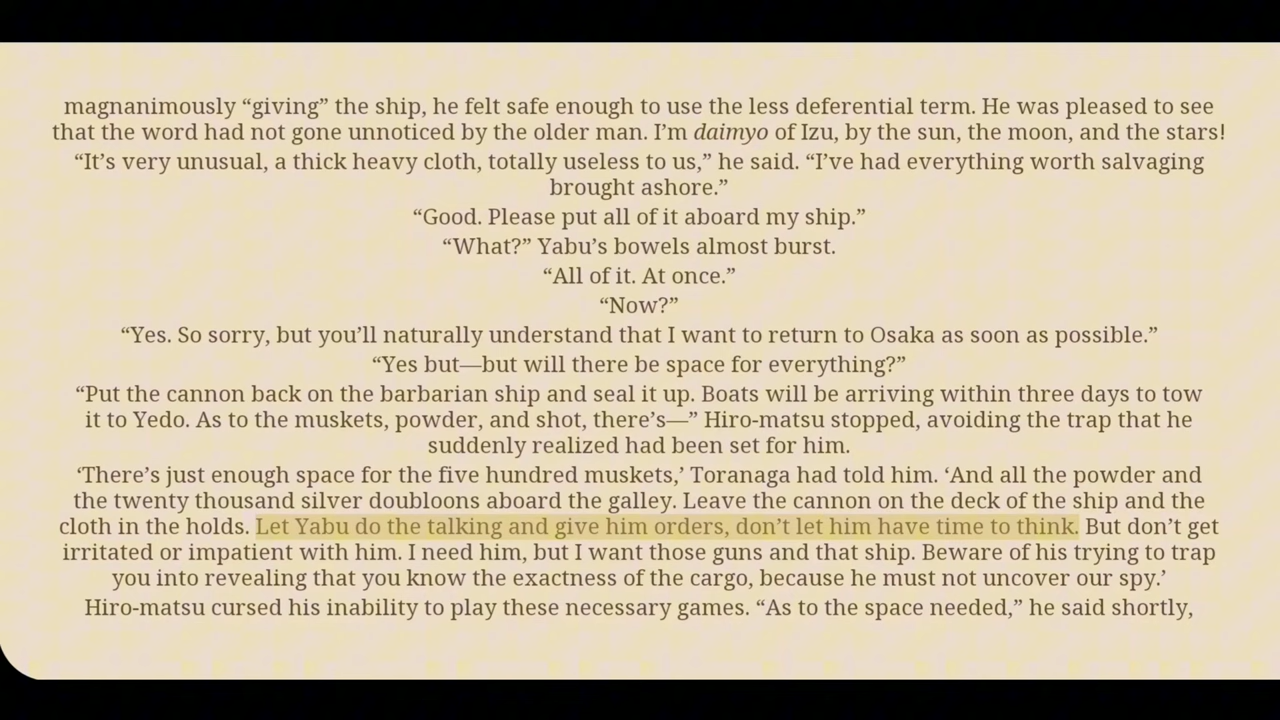 magnanimously “giving” the ship, he felt safe enough to use the less deferential term. He was pleased to see
that the word had not gone unnoticed by the older man. I’m daimyo of Izu, by the sun, the moon, and the stars!
“It’s very unusual, a thick heavy cloth, totally useless to us,” he said. “I’ve had everything worth salvaging
brought ashore.”
“Good. Please put all of it aboard my ship.”
“What?” Yabu’s bowels almost burst.
“All of it. At once.”
“Now?”
“Yes. So sorry, but you’ll naturally understand that I want to return to Osaka as soon as possible.”
“Yes but—but will there be space for everything?”
“Put the cannon back on the barbarian ship and seal it up. Boats will be arriving within three days to tow
it to Yedo. As to the muskets, powder, and shot, there’s—” Hiro-matsu stopped, avoiding the trap that he
suddenly realized had been set for him.
‘There’s just enough space for the five hundred muskets,’ Toranaga had told him. ‘And all the powder and
the twenty thousand silver doubloons aboard the galley. Leave the cannon on the deck of the ship and the
cloth in the holds. Let Yabu do the talking and give him orders, don’t let him have time to think. But don’t get
irritated or impatient with him. I need him, but I want those guns and that ship. Beware of his trying to trap
you into revealing that you know the exactness of the cargo, because he must not uncover our spy.’
Hiro-matsu cursed his inability to play these necessary games. “As to the space needed,” he said shortly,